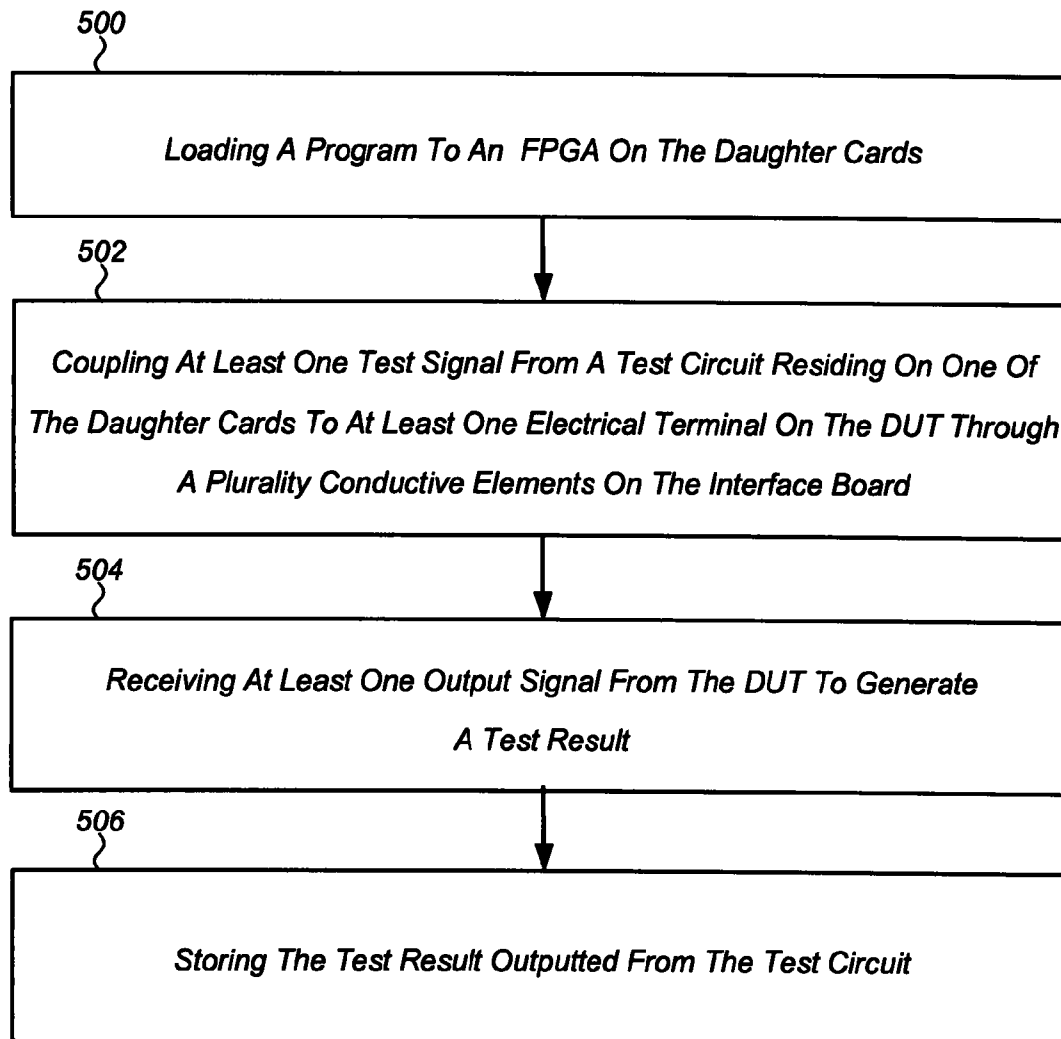 500
Loading A Program To An FPGA On The Daughter Cards
502
Coupling At Least One Test Signal From A Test Circuit Residing On One Of
The Daughter Cards To At Least One Electrical Terminal On The DUT Through
A Plurality Conductive Elements On The Interface Board
504
Receiving At Least One Output Signal From The DUT To Generate
A Test Result
506
Storing The Test Result Outputted From The Test Circuit